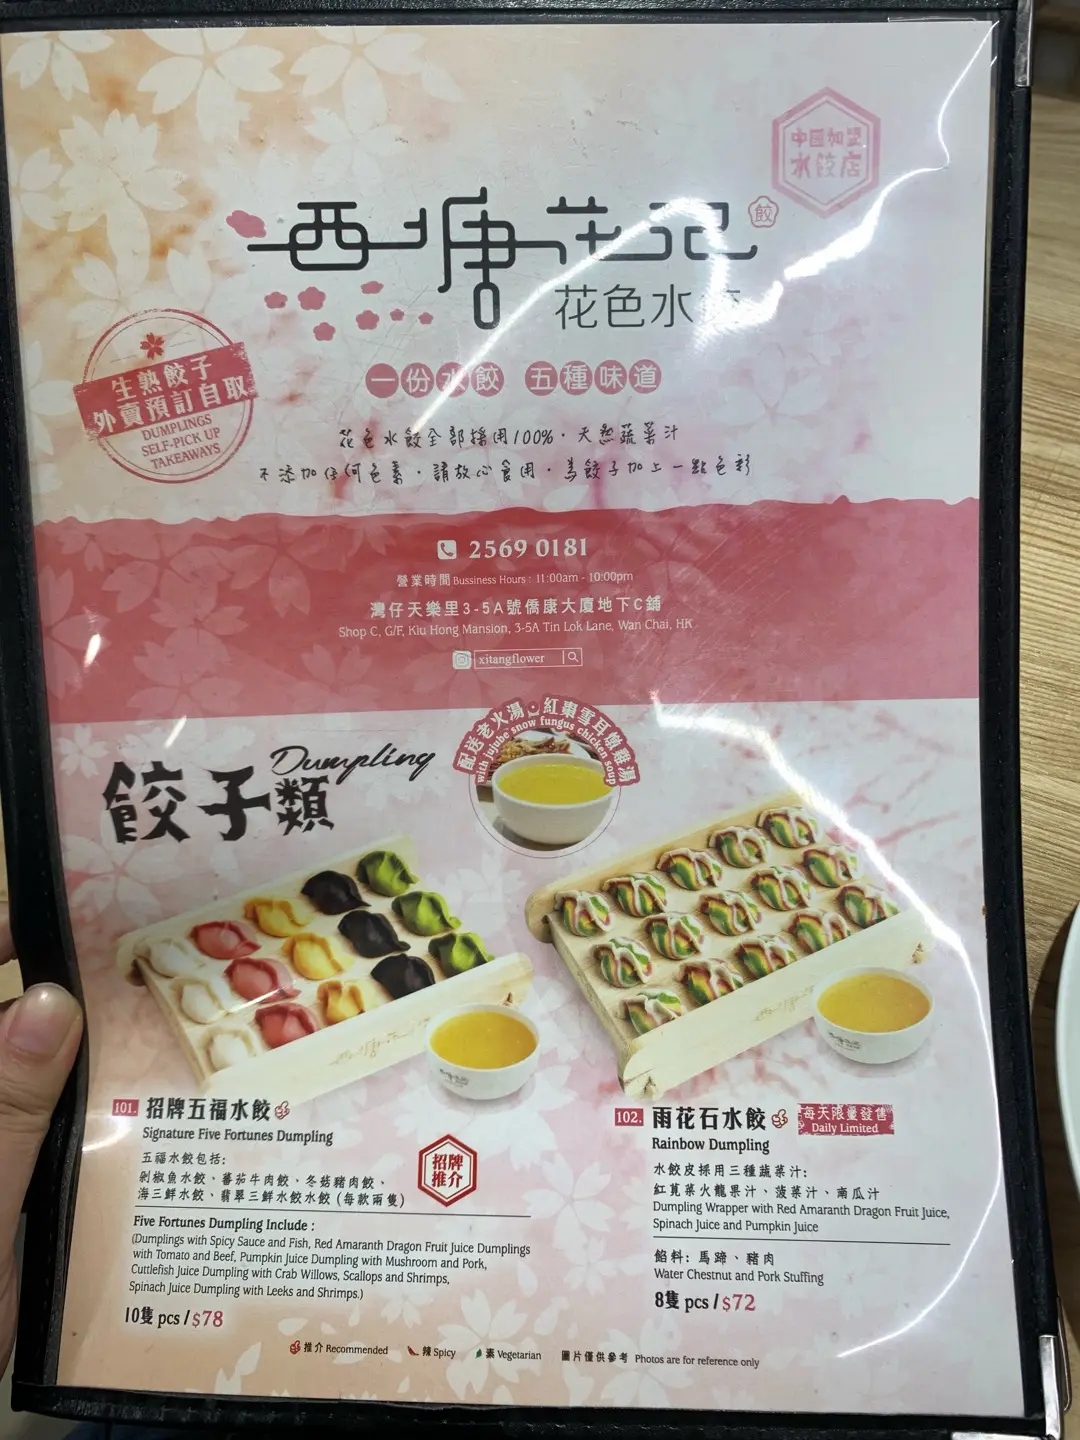 中國加盟
水餃店
西塘花記
餃
花色水
生熟餃子
外賣預訂自取
DUMPLINGS
SELF-PICK UP
TAKEAWAYS
一份水餃 五種味道
花色水餃全部採用100%·天然蔬菜汁
不添加任何色素·請放心食用·為餃子加上一點色彩
2569 0181
營業時間 Bussiness Hours : 11:00am - 10:00pm
灣仔天樂里3-5A號僑康大廈地下C鋪
Shop C, G/F, Kiu Hong Mansion, 3-5A Tin Lok Lane, Wan Chai, HK
xitangflower
配送老火湯·紅棗雪耳燉雞湯
with jujube snow fungus chicken soup
餃子類
Dumpling
101. 招牌五福水餃
Signature Five Fortunes Dumpling
五福水餃包括:
剁椒魚水餃、蕃茄牛肉餃、冬菇豬肉餃、
海三鮮水餃、翡翠三鮮水餃水餃 (每款兩隻)
招牌
推介
Five Fortunes Dumpling Include :
(Dumplings with Spicy Sauce and Fish, Red Amaranth Dragon Fruit Juice Dumplings
with Tomato and Beef, Pumpkin Juice Dumpling with Mushroom and Pork,
Cuttlefish Juice Dumpling with Crab Willows, Scallops and Shrimps,
Spinach Juice Dumpling with Leeks and Shrimps.)
10隻 pcs / $78
102. 雨花石水餃
每天限量發售
Daily Limited
Rainbow Dumpling
水餃皮採用三種蔬菜汁:
紅莧菜火龍果汁、菠菜汁、南瓜汁
Dumpling Wrapper with Red Amaranth Dragon Fruit Juice,
Spinach Juice and Pumpkin Juice
餡料: 馬蹄、豬肉
Water Chestnut and Pork Stuffing
8隻 pcs / $72
推介 Recommended 辣 Spicy 素 Vegetarian 圖片僅供參考 Photos are for reference only